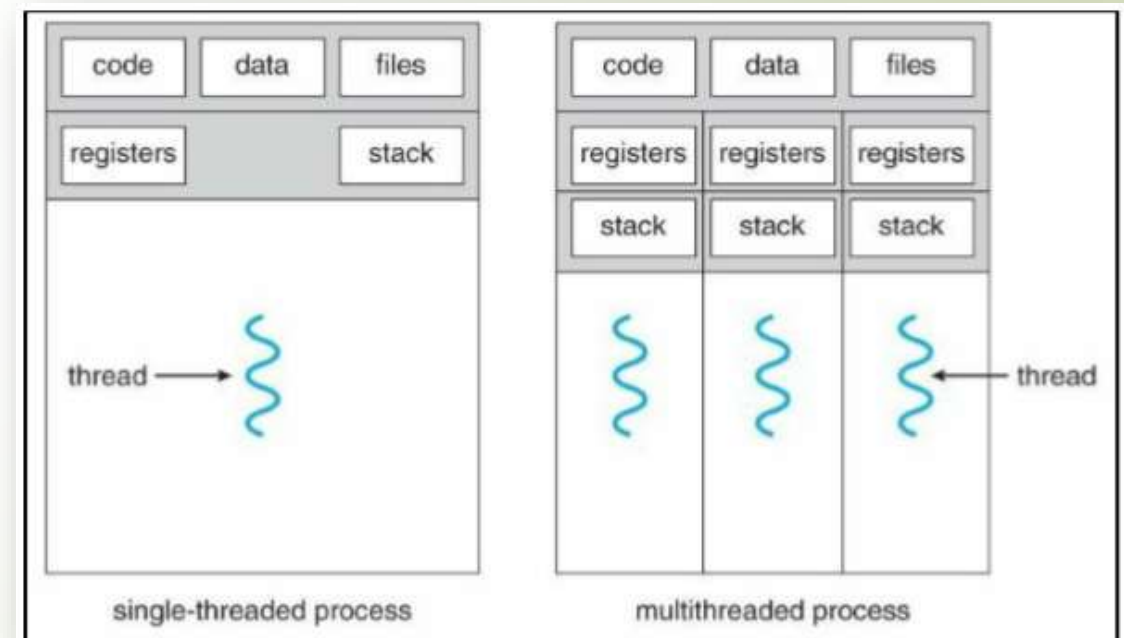 code data files
registers stack
thread
single-threaded process
code data files
registers registers registers
stack stack stack
thread
multithreaded process